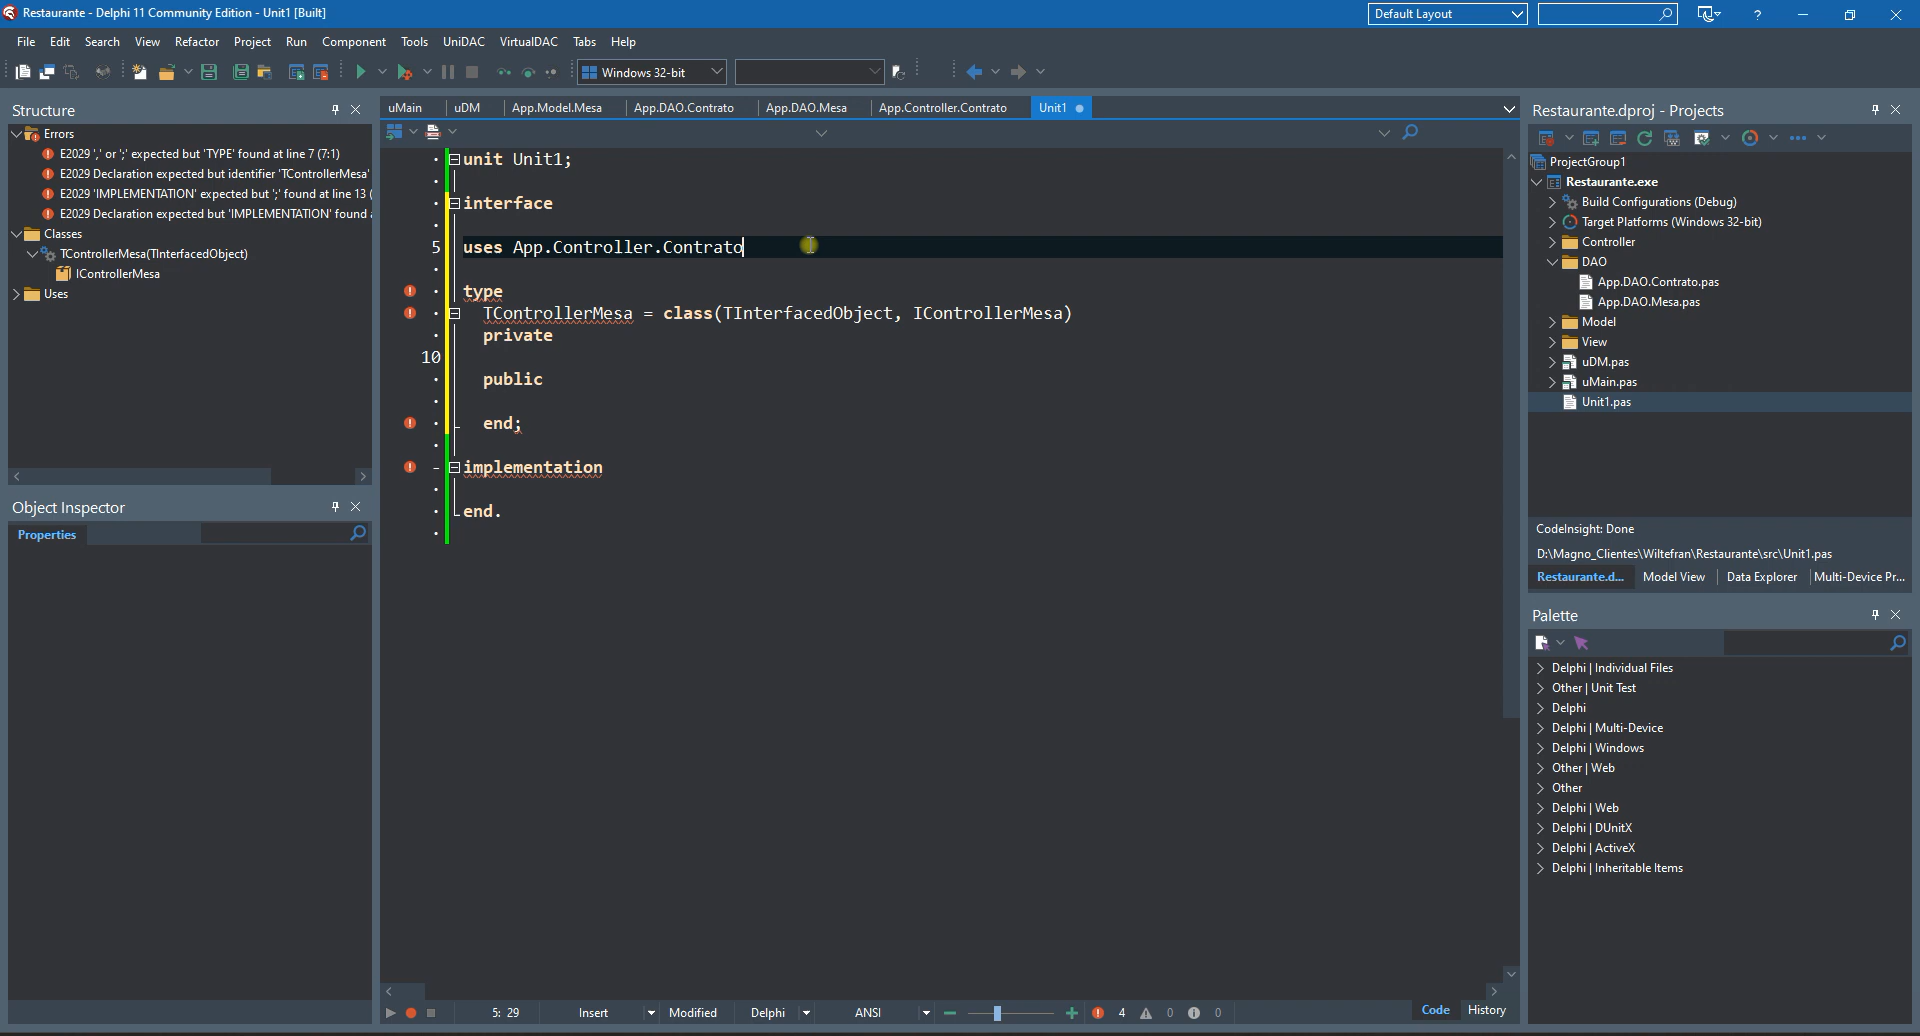 Restaurante - Delphi 11 Community Edition - Unit1 [Built]
Default Layout
?
File Edit Search View Refactor Project Run Component Tools UniDAC VirtualDAC Tabs Help
Windows 32-bit
Structure
Errors
E2029 ',' or ';' expected but 'TYPE' found at line 7 (7:1)
E2029 Declaration expected but identifier 'TControllerMesa'
E2029 'IMPLEMENTATION' expected but ';' found at line 13 (
E2029 Declaration expected but 'IMPLEMENTATION' found
Classes
TControllerMesa(TInterfacedObject)
IControllerMesa
Uses
Object Inspector
Properties
uMain uDM App.Model.Mesa App.DAO.Contrato App.DAO.Mesa App.Controller.Contrato Unit1
unit Unit1;
interface
5 uses App.Controller.Contrato
type
TControllerMesa = class(TInterfacedObject, IControllerMesa)
private
10
public
end;
implementation
end.
5: 29 Insert Modified Delphi ANSI 4 0 0 Code History
Restaurante.dproj - Projects
ProjectGroup1
Restaurante.exe
Build Configurations (Debug)
Target Platforms (Windows 32-bit)
Controller
DAO
App.DAO.Contrato.pas
App.DAO.Mesa.pas
Model
View
uDM.pas
uMain.pas
Unit1.pas
CodeInsight: Done
D:\Magno_Clientes\Wiltefran\Restaurante\src\Unit1.pas
Restaurante.d... Model View Data Explorer Multi-Device Pr...
Palette
Delphi | Individual Files
Other | Unit Test
Delphi
Delphi | Multi-Device
Delphi | Windows
Other | Web
Other
Delphi | Web
Delphi | DUnitX
Delphi | ActiveX
Delphi | Inheritable Items